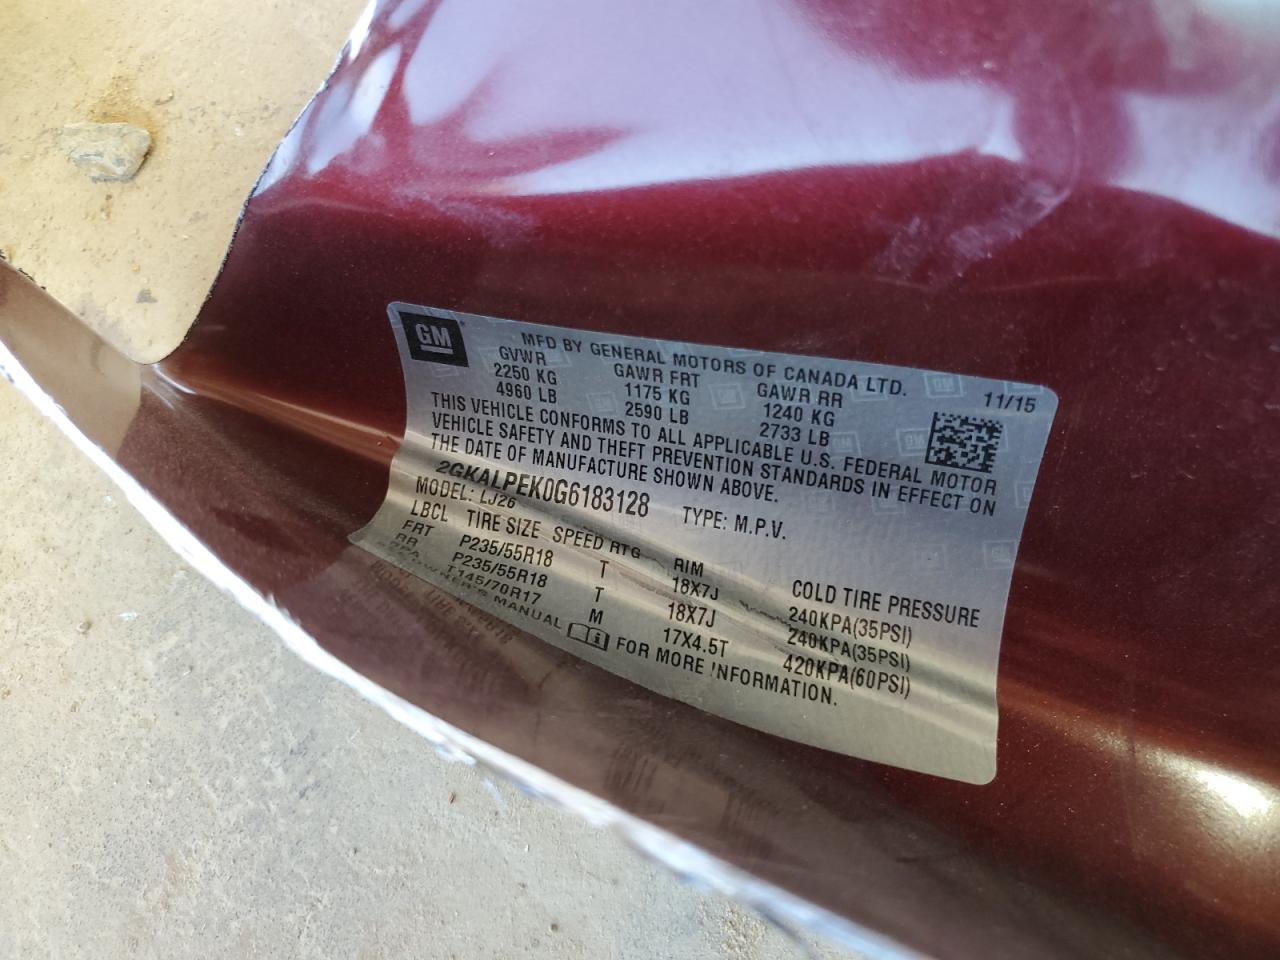 GM
MFD BY GENERAL MOTORS OF CANADA LTD.
GVWR GAWR FRT GAWR RR 11/15
2250 KG 1175 KG 1240 KG
4960 LB 2590 LB 2733 LB
THIS VEHICLE CONFORMS TO ALL APPLICABLE U.S. FEDERAL MOTOR
VEHICLE SAFETY AND THEFT PREVENTION STANDARDS IN EFFECT ON
THE DATE OF MANUFACTURE SHOWN ABOVE.
2GKALPEK0G6183128 TYPE: M.P.V.
MODEL: LJ26
LBCL TIRE SIZE SPEED RTG RIM COLD TIRE PRESSURE
FRT P235/55R18 T 18X7J 240KPA(35PSI)
RR P235/55R18 T 18X7J 240KPA(35PSI)
T145/70R17 M 17X4.5T 420KPA(60PSI)
OWNER'S MANUAL FOR MORE INFORMATION.